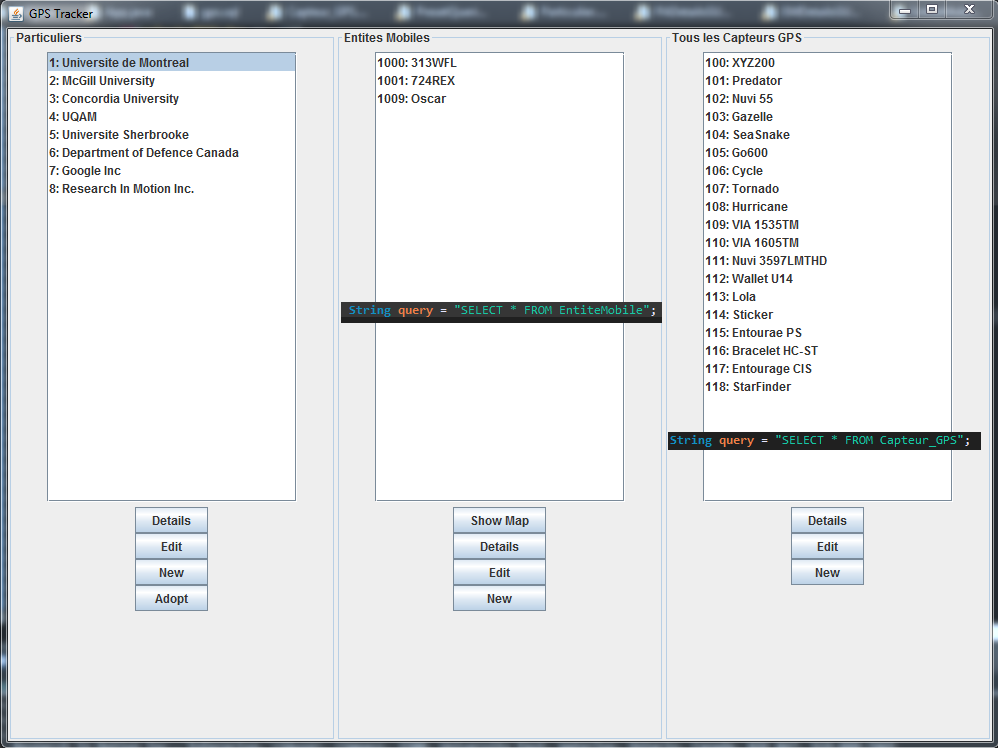 GPS Tracker
Particuliers
1: Universite de Montreal
2: McGill University
3: Concordia University
4: UQAM
5: Universite Sherbrooke
6: Department of Defence Canada
7: Google Inc
8: Research In Motion Inc.
Details
Edit
New
Adopt
Entites Mobiles
1000: 313WFL
1001: 724REX
1009: Oscar
String query = "SELECT * FROM EntiteMobile";
Show Map
Details
Edit
New
Tous les Capteurs GPS
100: XYZ200
101: Predator
102: Nuvi 55
103: Gazelle
104: SeaSnake
105: Go600
106: Cycle
107: Tornado
108: Hurricane
109: VIA 1535TM
110: VIA 1605TM
111: Nuvi 3597LMTHD
112: Wallet U14
113: Lola
114: Sticker
115: Entourae PS
116: Bracelet HC-ST
117: Entourage CIS
118: StarFinder
String query = "SELECT * FROM Capteur_GPS";
Details
Edit
New